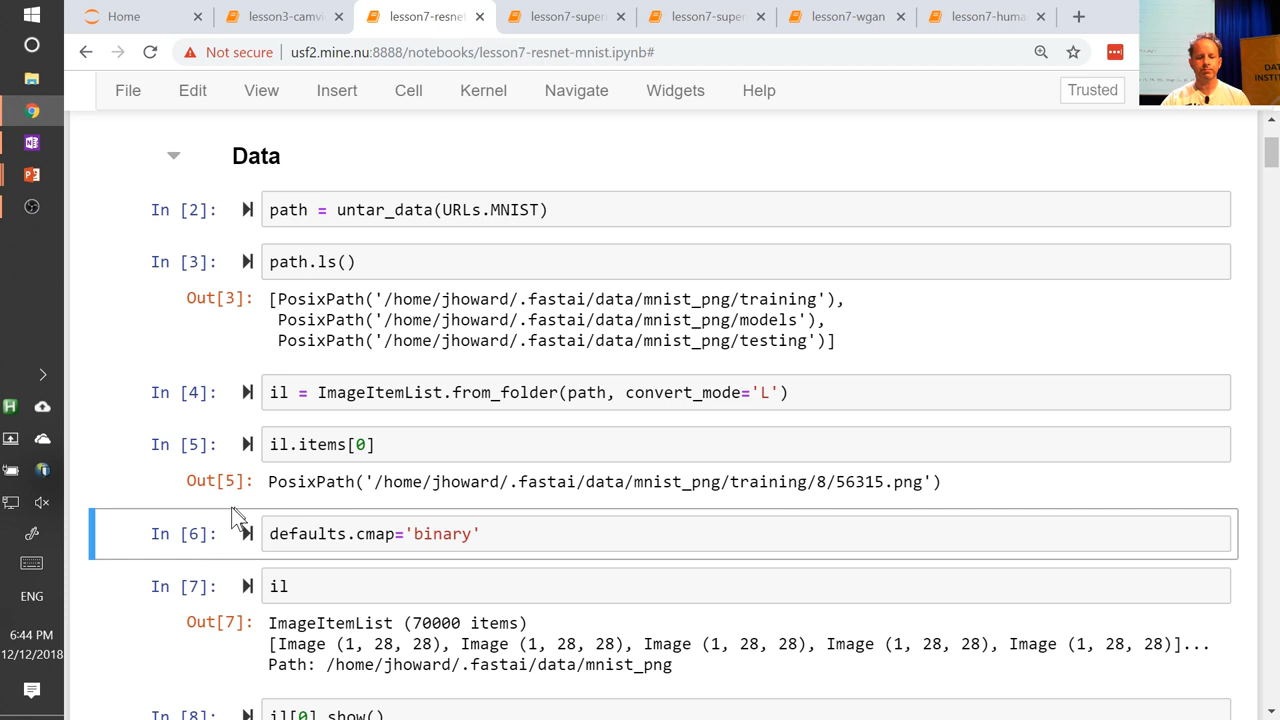 Home
lesson3-camvi
lesson7-resnet
lesson7-super
lesson7-super
lesson7-wgan
lesson7-huma
Not secure
usf2.mine.nu:8888/notebooks/lesson7-resnet-mnist.ipynb#
File
Edit
View
Insert
Cell
Kernel
Navigate
Widgets
Help
Trusted
Data
In [2]: path = untar_data(URLs.MNIST)
In [3]: path.ls()
Out[3]: [PosixPath('/home/jhoward/.fastai/data/mnist_png/training'),
PosixPath('/home/jhoward/.fastai/data/mnist_png/models'),
PosixPath('/home/jhoward/.fastai/data/mnist_png/testing')]
In [4]: il = ImageItemList.from_folder(path, convert_mode='L')
In [5]: il.items[0]
Out[5]: PosixPath('/home/jhoward/.fastai/data/mnist_png/training/8/56315.png')
In [6]: defaults.cmap='binary'
In [7]: il
Out[7]: ImageItemList (70000 items)
[Image (1, 28, 28), Image (1, 28, 28), Image (1, 28, 28), Image (1, 28, 28), Image (1, 28, 28)]...
Path: /home/jhoward/.fastai/data/mnist_png
In [8]: il[0].show()
ENG
6:44 PM
12/12/2018